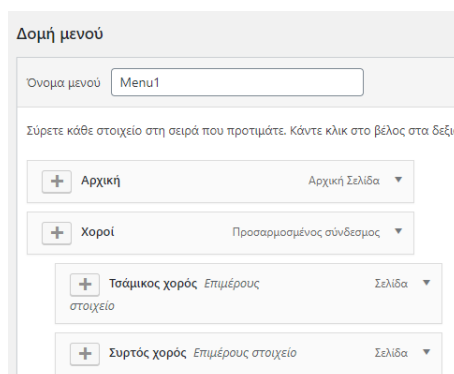 Δομή μενού
Όνομα μενού Menu1
Σύρετε κάθε στοιχείο στη σειρά που προτιμάτε. Κάντε κλικ στο βέλος στα
Αρχική Αρχική Σελίδα
Χοροί Προσαρμοσμένος σύνδεσμος
Τσάμικος χορός Επιμέρους Σελίδα
στοιχείο
Συρτός χορός Επιμέρους στοιχείο Σελίδα